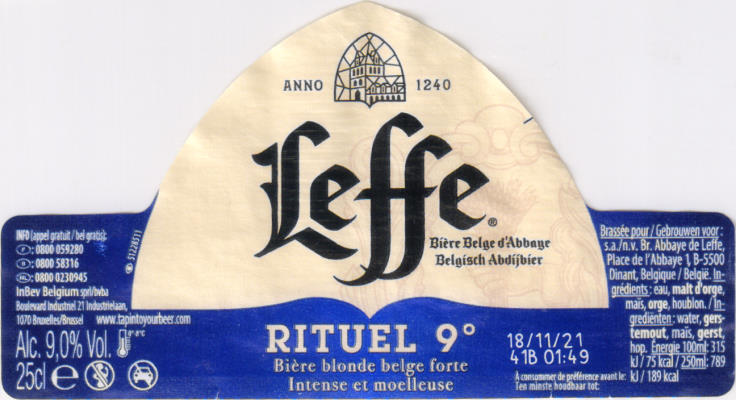 ANNO 1240
Leffe®
Bière Belge d'Abbaye
Belgisch Abdijbier
RITUEL 9°
Bière blonde belge forte
Intense et moelleuse
INFO (appel gratuit / bel gratis):
F : 0800 059280
B : 0800 58316
NL : 0800 0230945
InBev Belgium sprl/bvba
Boulevard Industriel 21 Industrielaan,
1070 Bruxelles/Brussel www.tapintoyourbeer.com
Alc. 9,0% Vol.
25cl e
51228511
18/11/21
41B 01:49
À consommer de préférence avant le:
Ten minste houdbaar tot:
Brassée pour / Gebrouwen voor :
s.a./n.v. Br. Abbaye de Leffe,
Place de l'Abbaye 1, B-5500
Dinant, Belgique / België. In-
grédients : eau, malt d'orge,
maïs, orge, houblon. / In-
grediënten : water, gers-
temout, maïs, gerst,
hop. Energie 100ml: 315
kJ / 75 kcal / 250ml: 789
kJ / 189 kcal